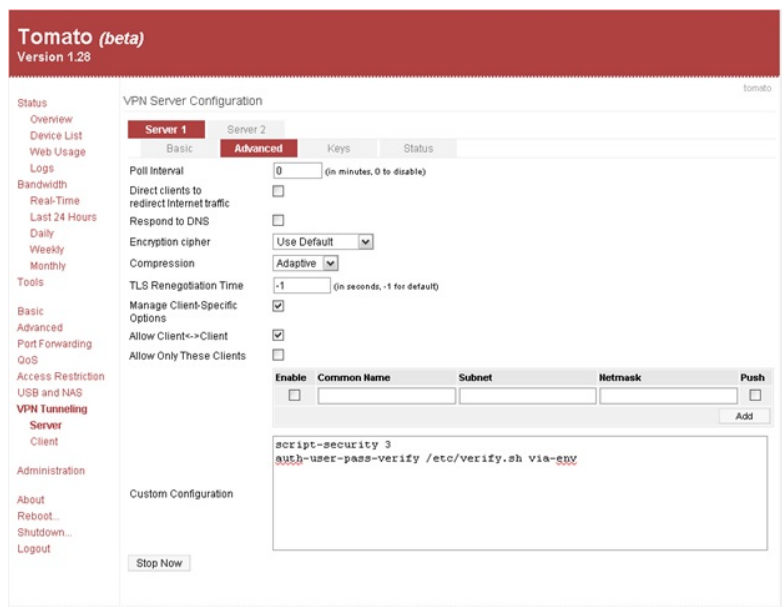 Tomato (beta)
Version 1.28
tomato
Status
Overview
Device List
Web Usage
Logs
Bandwidth
Real-Time
Last 24 Hours
Daily
Weekly
Monthly
Tools
Basic
Advanced
Port Forwarding
QoS
Access Restriction
USB and NAS
VPN Tunneling
Server
Client
Administration
About
Reboot...
Shutdown...
Logout
VPN Server Configuration
Server 1 Server 2
Basic Advanced Keys Status
Poll Interval 0 (in minutes, 0 to disable)
Direct clients to
redirect Internet traffic
Respond to DNS
Encryption cipher Use Default
Compression Adaptive
TLS Renegotiation Time -1 (in seconds, -1 for default)
Manage Client-Specific
Options
Allow Client<->Client
Allow Only These Clients
Enable Common Name Subnet Netmask Push
Add
Custom Configuration
script-security 3
auth-user-pass-verify /etc/verify.sh via-env
Stop Now